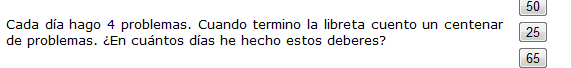 50
Cada día hago 4 problemas. Cuando termino la libreta cuento un centenar
de problemas. ¿En cuántos días he hecho estos deberes?
25
65